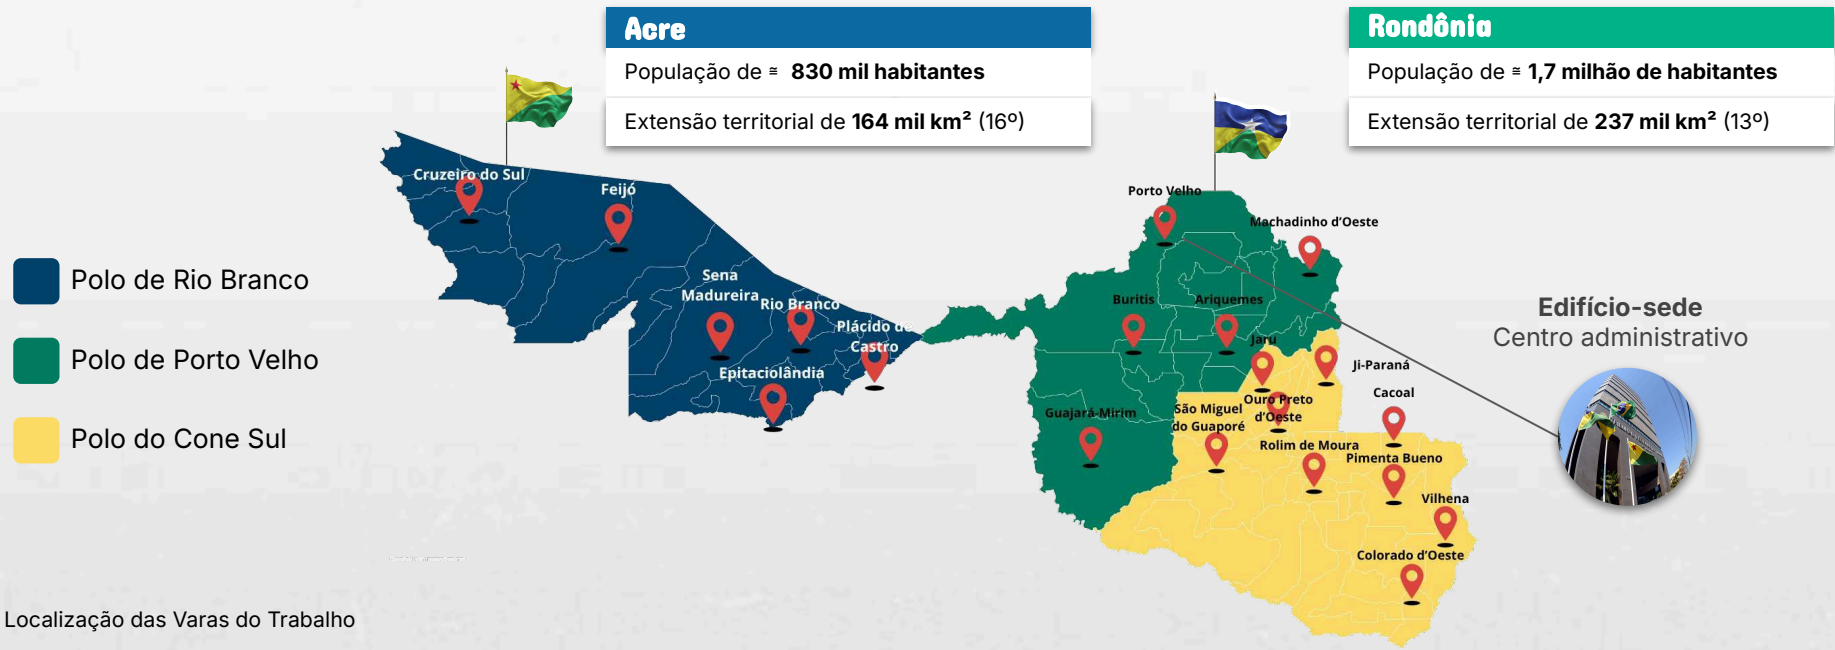 Acre
População de ≅ 830 mil habitantes
Extensão territorial de 164 mil km² (16º)
Rondônia
População de ≅ 1,7 milhão de habitantes
Extensão territorial de 237 mil km² (13º)
Cruzeiro do Sul
Feijó
Sena
Madureira
Rio Branco
Plácido de
Castro
Epitaciolândia
Porto Velho
Machadinho d'Oeste
Buritis
Ariquemes
Jaru
Ji-Paraná
Cacoal
Guajará-Mirim
São Miguel
do Guaporé
Ouro Preto
d'Oeste
Rolim de Moura
Pimenta Bueno
Vilhena
Colorado d'Oeste
Polo de Rio Branco
Polo de Porto Velho
Polo do Cone Sul
Edifício-sede
Centro administrativo
Localização das Varas do Trabalho